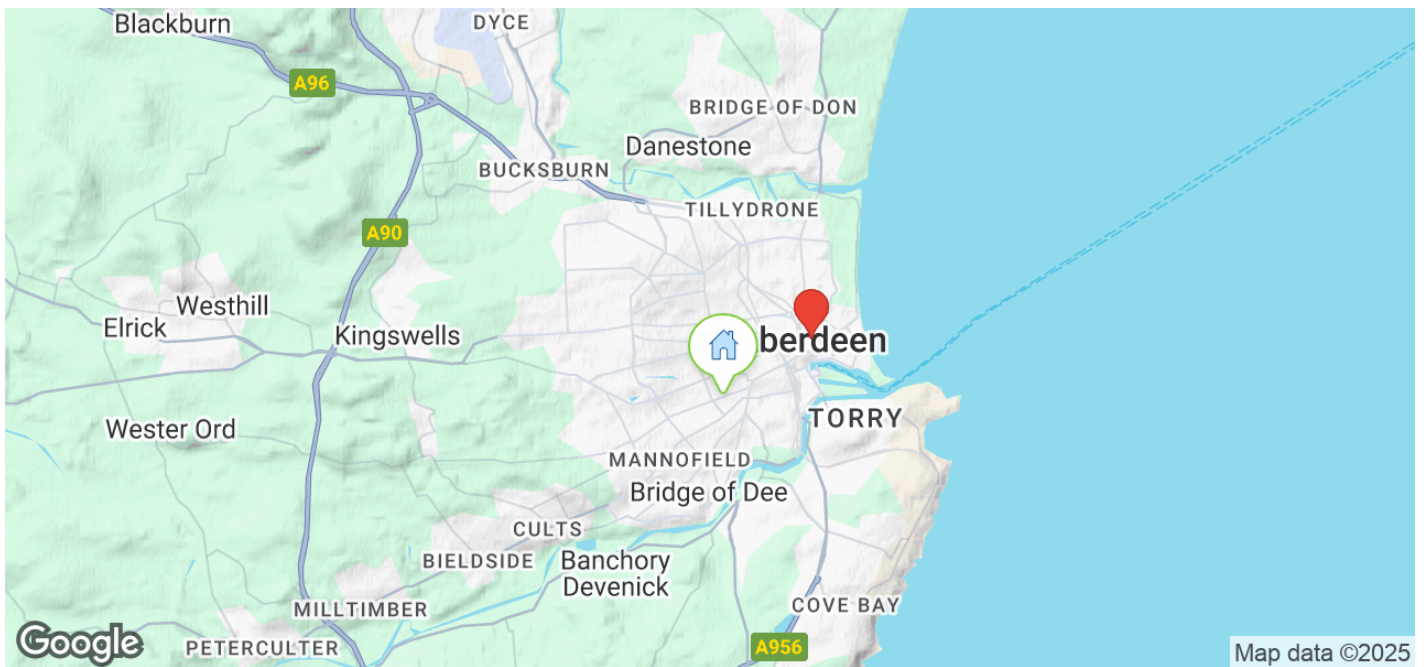 Blackburn
DYCE
A96
BRIDGE OF DON
Danestone
BUCKSBURN
TILLYDRONE
A90
Westhill
Elrick
Kingswells
berdeen
TORRY
Wester Ord
MANNOFIELD
Bridge of Dee
CULTS
BIELDSIDE
Banchory
Devenick
MILLTIMBER
COVE BAY
PETERCULTER
A956
Google
Map data ©2025